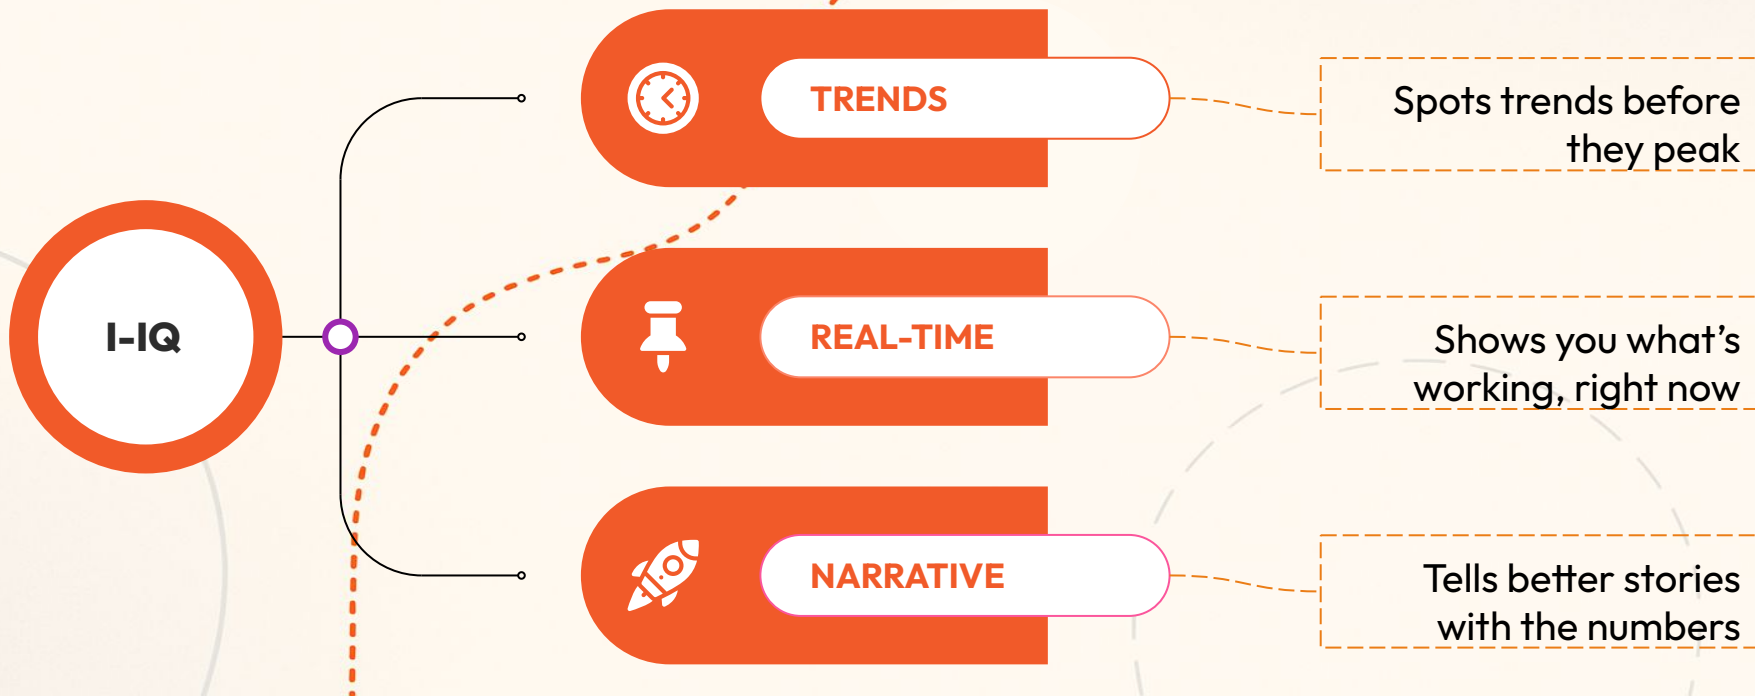 I-IQ
TRENDS
Spots trends before
they peak
REAL-TIME
Shows you what’s
working, right now
NARRATIVE
Tells better stories
with the numbers